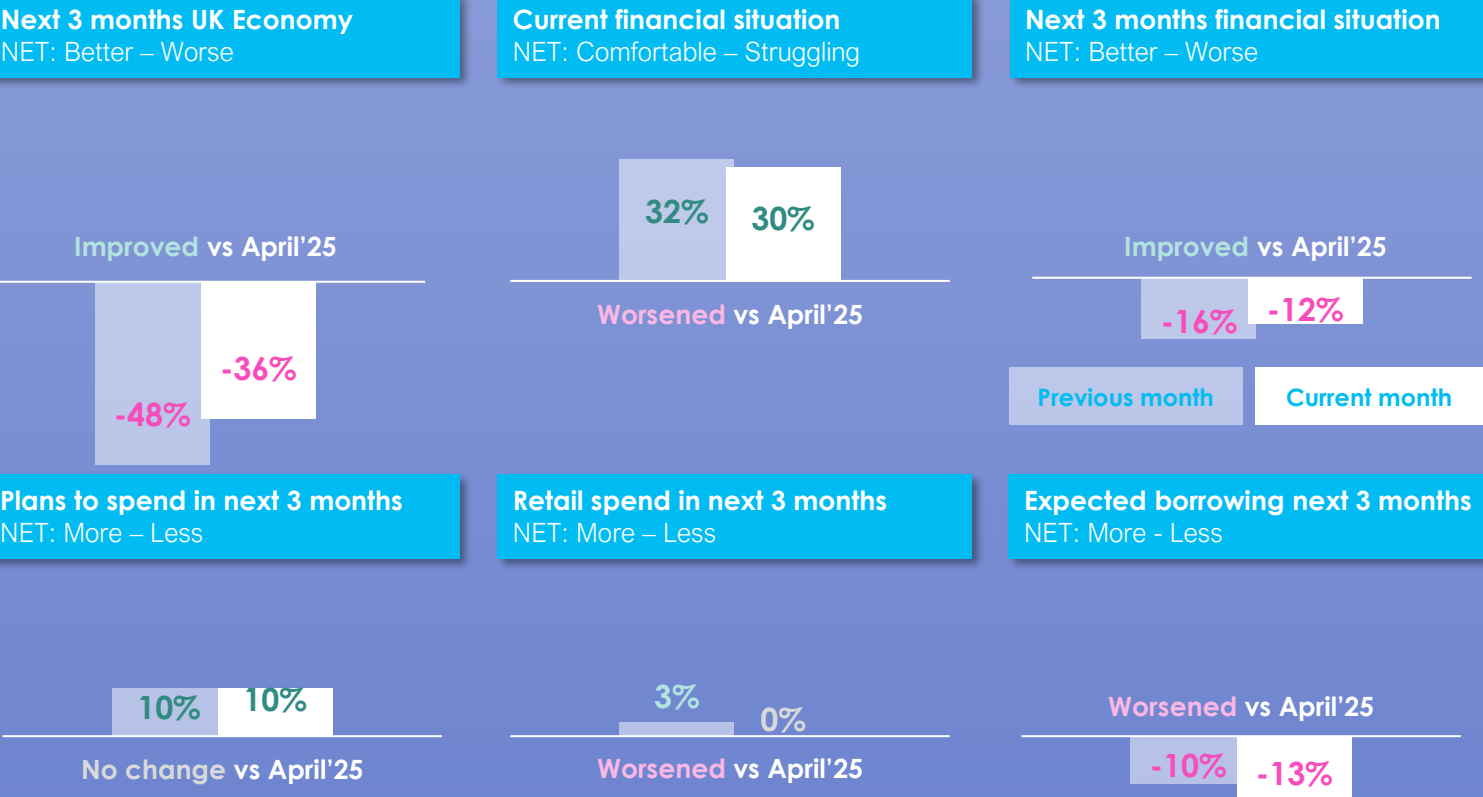 Next 3 months UK Economy
NET: Better – Worse
Current financial situation
NET: Comfortable – Struggling
Next 3 months financial situation
NET: Better – Worse
Improved vs April’25
-48%
-36%
32%
30%
Worsened vs April’25
Improved vs April’25
-16%
-12%
Previous month
Current month
Plans to spend in next 3 months
NET: More – Less
Retail spend in next 3 months
NET: More – Less
Expected borrowing next 3 months
NET: More - Less
10%
10%
No change vs April’25
3%
0%
Worsened vs April’25
Worsened vs April’25
-10%
-13%